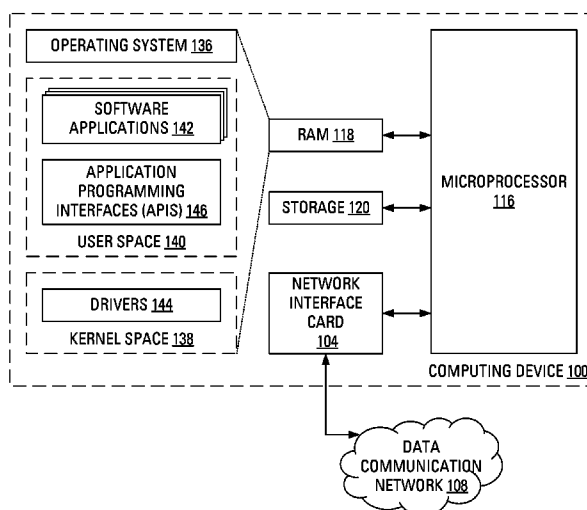 OPERATING SYSTEM 136
SOFTWARE
APPLICATIONS 142
APPLICATION
PROGRAMMING
INTERFACES (APIS) 146
USER SPACE 140
DRIVERS 144
KERNEL SPACE 138
RAM 118
STORAGE 120
NETWORK
INTERFACE
CARD
104
MICROPROCESSOR
116
COMPUTING DEVICE 100
DATA
COMMUNICATION
NETWORK 108